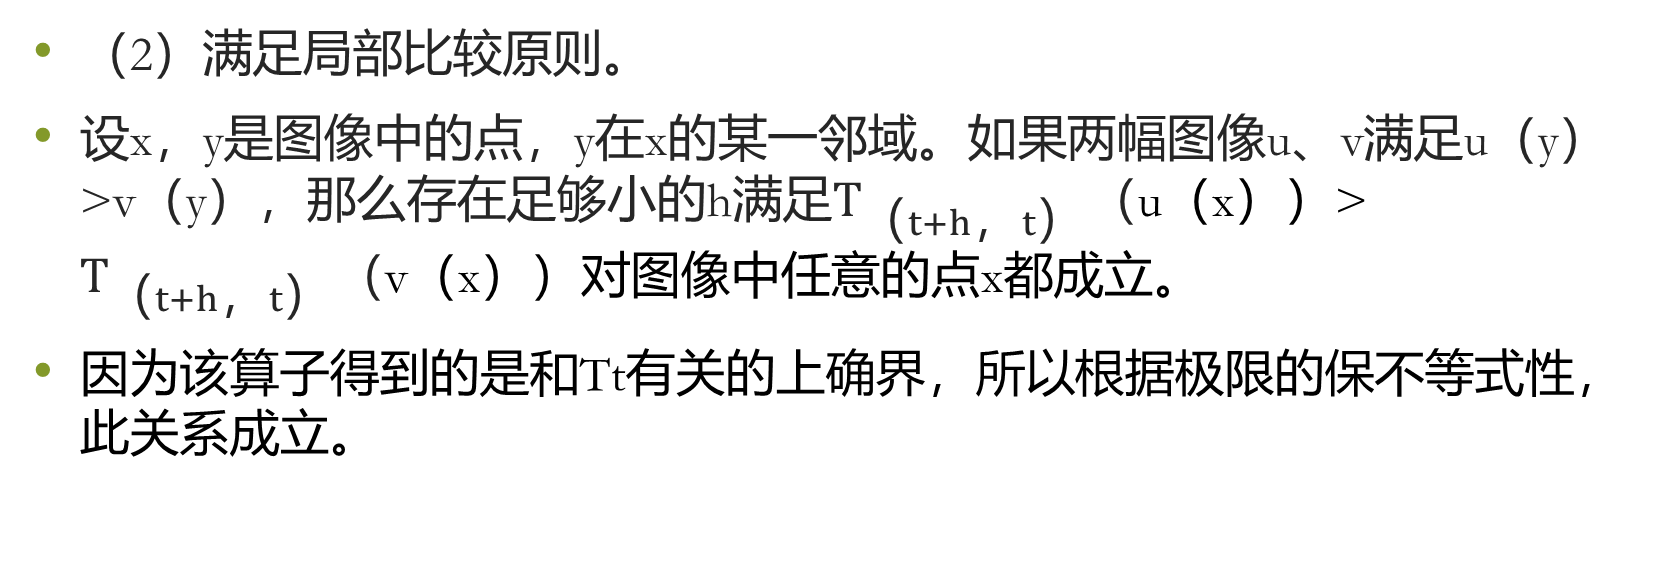 • （2）满足局部比较原则。
• 设x，y是图像中的点，y在x的某一邻域。如果两幅图像u、v满足u（y）
>v（y），那么存在足够小的h满足T（t+h，t）（u（x））>
T（t+h，t）（v（x））对图像中任意的点x都成立。
• 因为该算子得到的是和Tt有关的上确界，所以根据极限的保不等式性，
此关系成立。